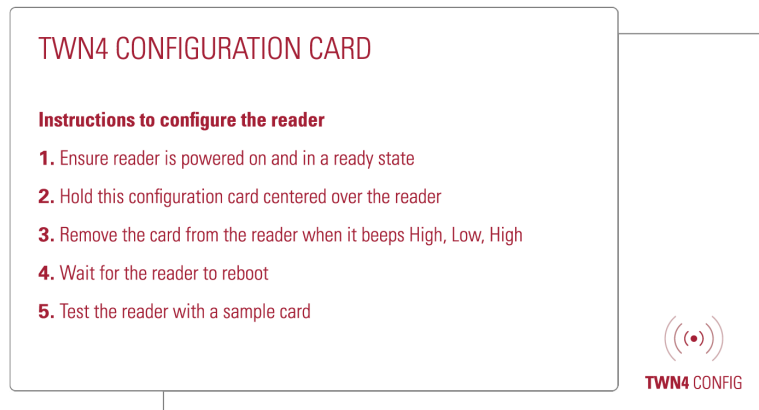 TWN4 CONFIGURATION CARD
Instructions to configure the reader
1. Ensure reader is powered on and in a ready state
2. Hold this configuration card centered over the reader
3. Remove the card from the reader when it beeps High, Low, High
4. Wait for the reader to reboot
5. Test the reader with a sample card
TWN4 CONFIG